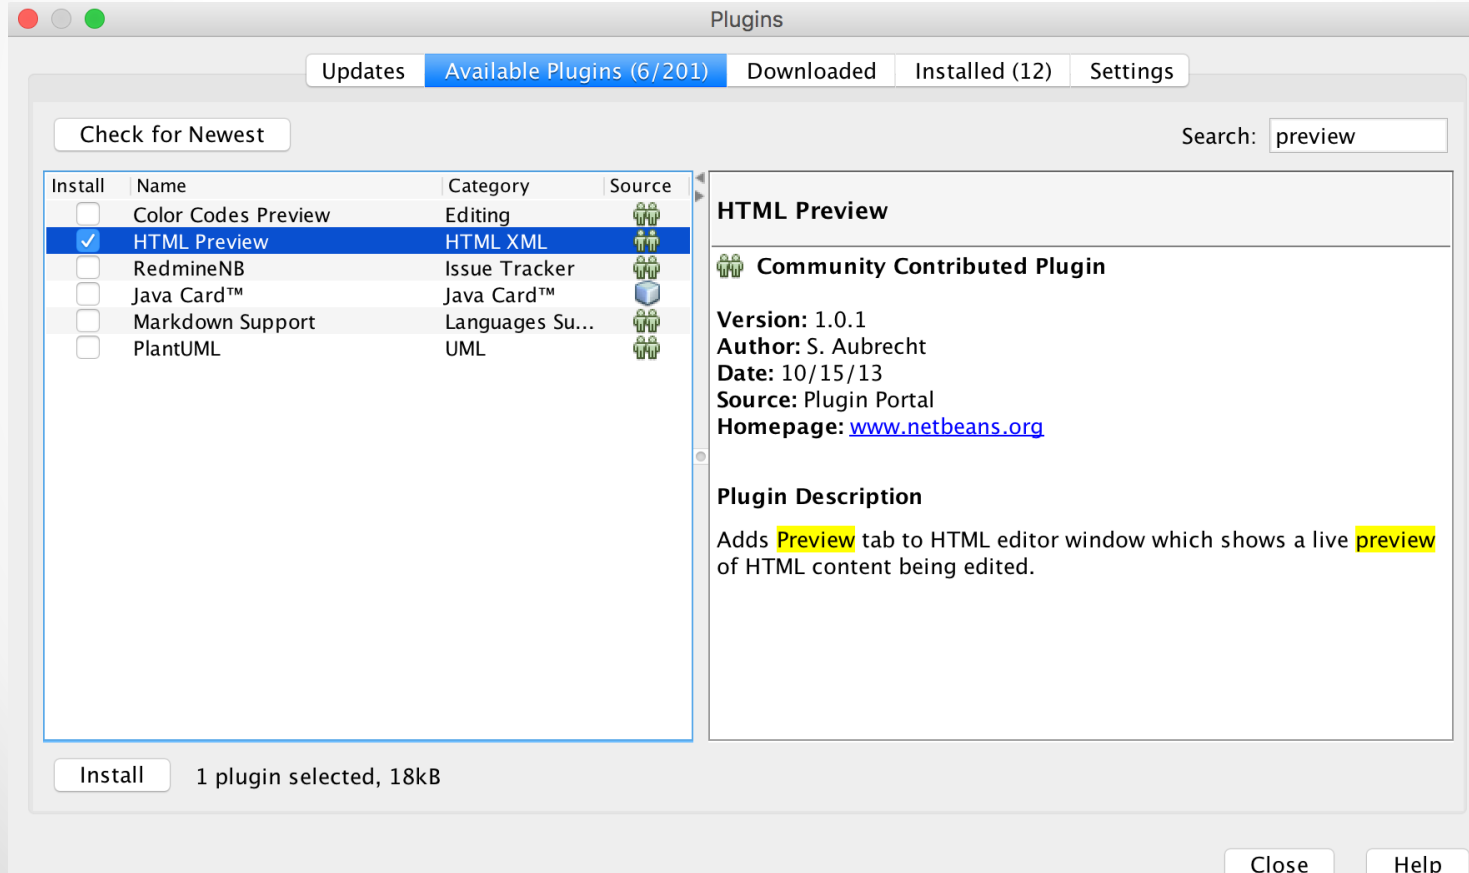 Plugins
Updates Available Plugins (6/201) Downloaded Installed (12) Settings
Check for Newest Search: preview
Install Name Category Source
Color Codes Preview Editing
HTML Preview HTML XML
RedmineNB Issue Tracker
Java Card™ Java Card™
Markdown Support Languages Su...
PlantUML UML
HTML Preview
Community Contributed Plugin
Version: 1.0.1
Author: S. Aubrecht
Date: 10/15/13
Source: Plugin Portal
Homepage: www.netbeans.org
Plugin Description
Adds Preview tab to HTML editor window which shows a live preview
of HTML content being edited.
Install 1 plugin selected, 18kB
Close Help